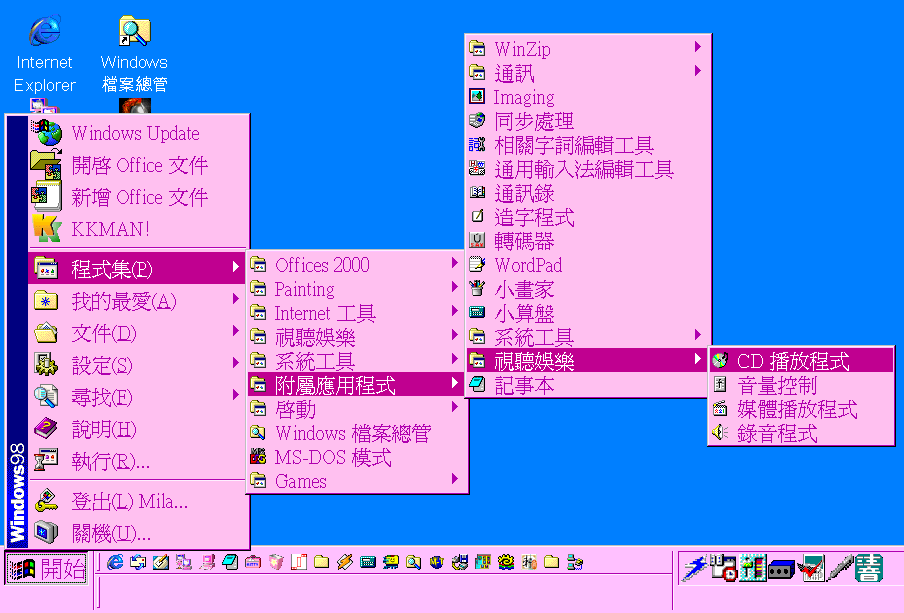 Internet
Explorer
Windows
檔案總管
Windows Update
開啓 Office 文件
新增 Office 文件
KKMAN!
程式集(P)
我的最愛(A)
文件(D)
設定(S)
尋找(F)
說明(H)
執行(R)...
登出(L) Mila...
關機(U)...
Windows98
開始
Offices 2000
Painting
Internet 工具
視聽娛樂
系統工具
附屬應用程式
啓動
Windows 檔案總管
MS-DOS 模式
Games
WinZip
通訊
Imaging
同步處理
相關字詞編輯工具
通用輸入法編輯工具
通訊錄
造字程式
轉碼器
WordPad
小畫家
小算盤
系統工具
視聽娛樂
記事本
CD 播放程式
音量控制
媒體播放程式
錄音程式